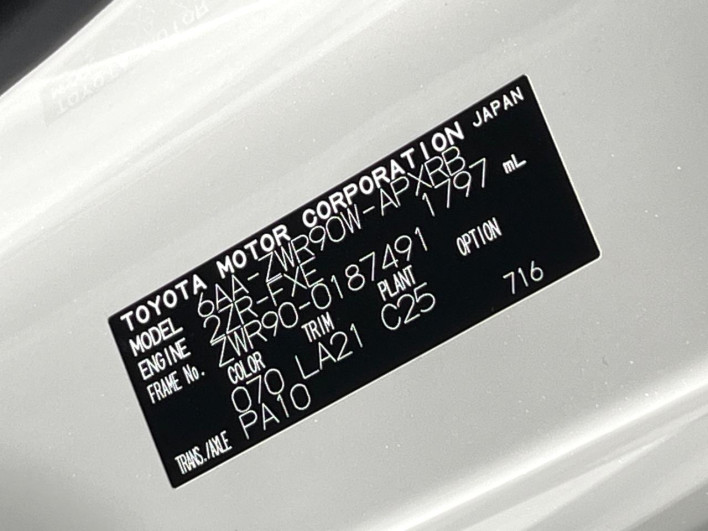 TOYOTA MOTOR CORPORATION JAPAN
MODEL 6AA-ZWR90W-APXRB
ENGINE 2ZR-FXE 1797 mL
FRAME No. ZWR90-0187491
COLOR TRIM PLANT OPTION
070 LA21 C25 716
TRANS./AXLE PA10